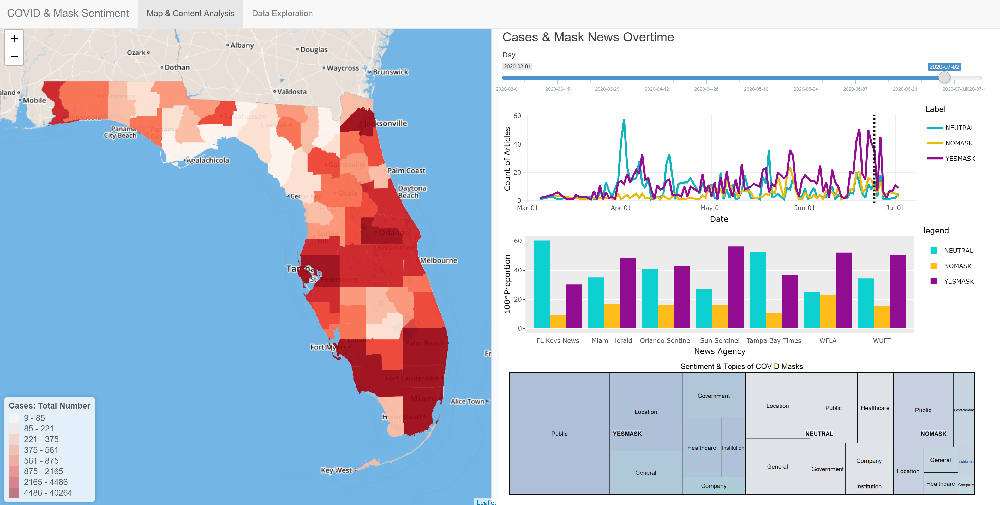 COVID & Mask Sentiment
Map & Content Analysis
Data Exploration
+
−
Albany
Douglas
Ozark
Dothan
Waycross
Brunswick
Valdosta
Mobile
Crestview
Pensacola
Tallahassee
Live Oak
Jacksonville
Panama
City Beach
Panama
City
Apalachicola
Gainesville
Palm Coast
Daytona
Beach
Ocala
Cedar Key
Florida
Spring
Hill
Orlando
Kissimmee
Melbourne
Tampa
St. Petersburg
LaBelle
Palm Beach
Fort Myers
Fort Lauderdale
Miami
Alice Town
Homestead
Key West
Cases: Total Number
9 - 85
85 - 221
221 - 375
375 - 561
561 - 875
875 - 2165
2165 - 4486
4486 - 40264
Leaflet
Cases & Mask News Overtime
Day
2020-03-01
2020-07-02
2020-03-01
2020-03-15
2020-03-29
2020-04-12
2020-04-26
2020-05-10
2020-05-24
2020-06-07
2020-06-21
2020-07-11
Count of Articles
60
40
20
0
Mar 01
Apr 01
May 01
Jun 01
Jul 01
Date
Label
NEUTRAL
NOMASK
YESMASK
100*Proportion
60
40
20
0
FL Keys News
Miami Herald
Orlando Sentinel
Sun Sentinel
Tampa Bay Times
WFLA
WUFT
News Agency
legend
NEUTRAL
NOMASK
YESMASK
Sentiment & Topics of COVID Masks
Public
YESMASK
Location
General
Government
Healthcare
Institution
Company
NEUTRAL
Location
General
Public
Healthcare
Government
Company
Institution
NOMASK
Public
Government
Location
General
Healthcare
Institution
Company